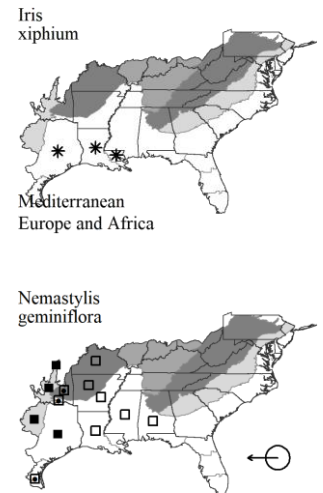 Iris
xiphium
Mediterranean
Europe and Africa
Nemastylis
geminiflora